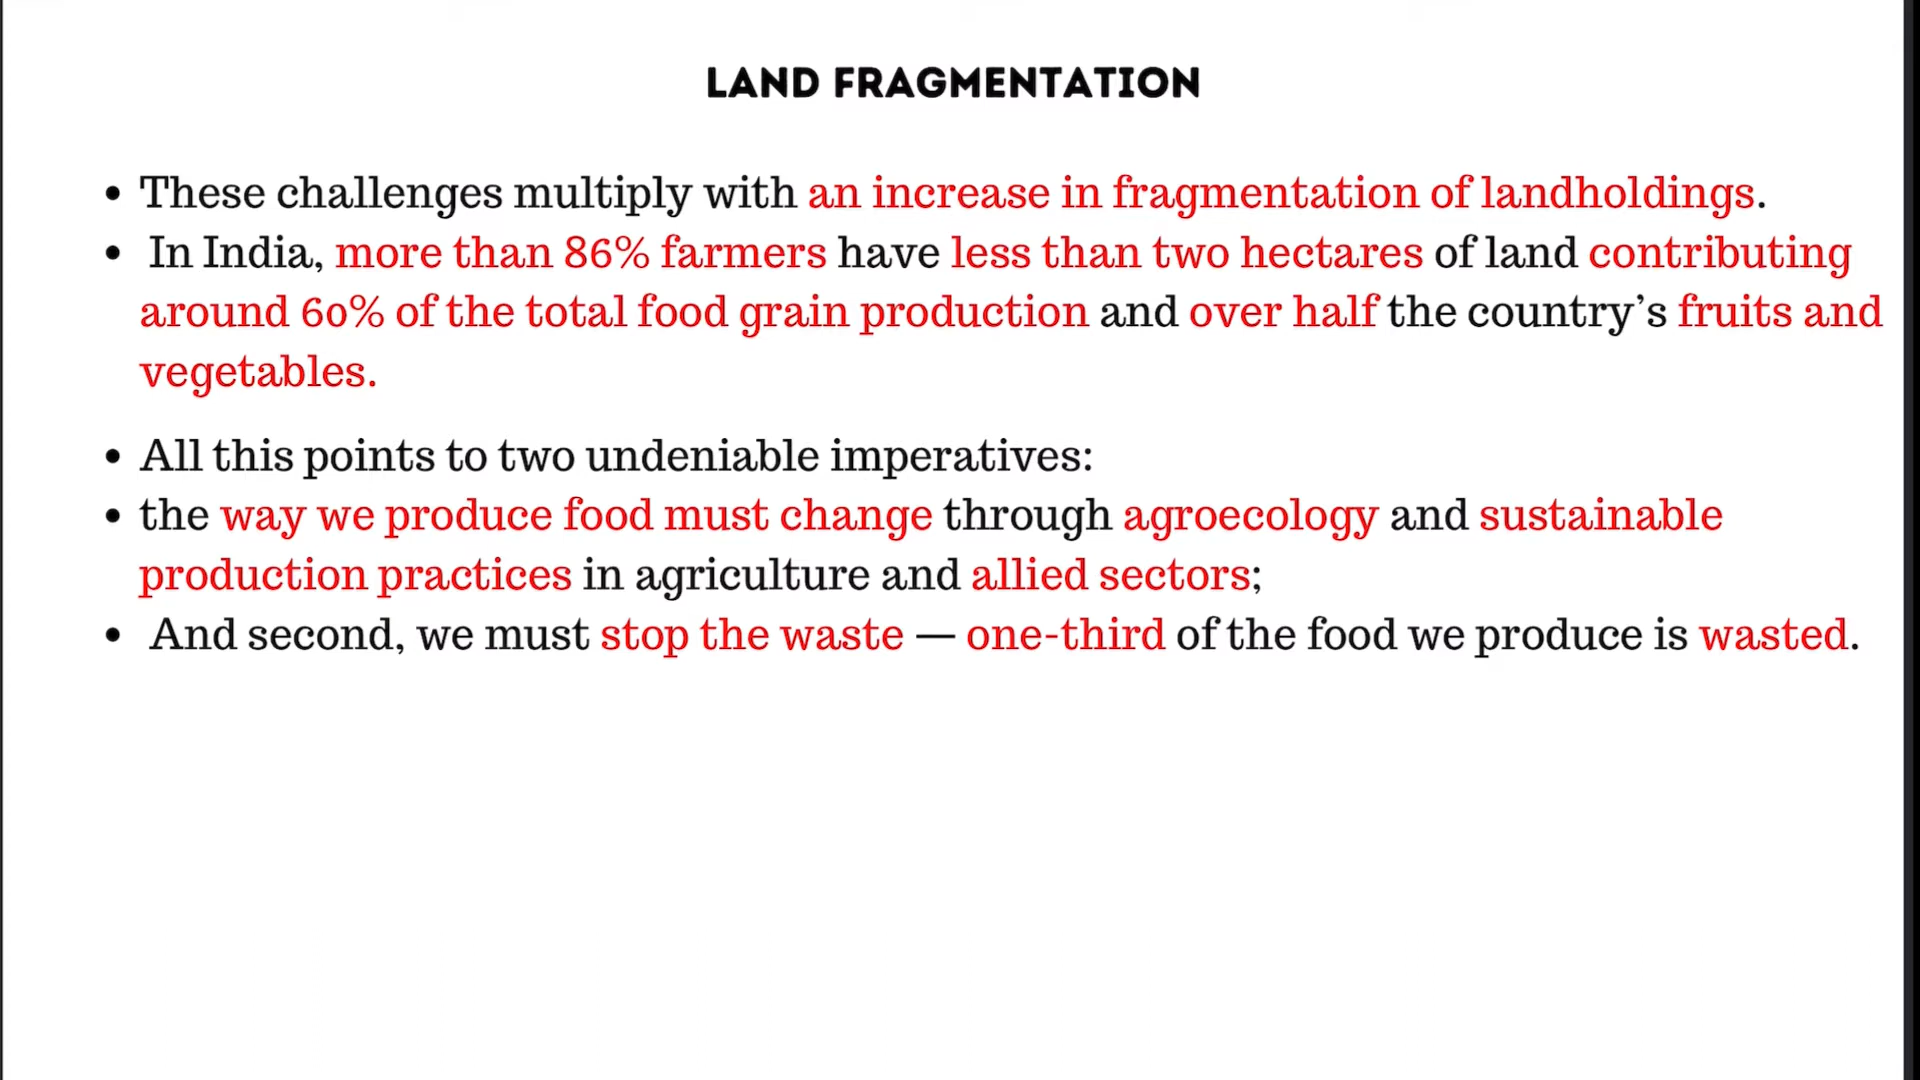 LAND FRAGMENTATION
• These challenges multiply with an increase in fragmentation of landholdings.
• In India, more than 86% farmers have less than two hectares of land contributing
around 60% of the total food grain production and over half the country’s fruits and
vegetables.
• All this points to two undeniable imperatives:
• the way we produce food must change through agroecology and sustainable
production practices in agriculture and allied sectors;
• And second, we must stop the waste — one-third of the food we produce is wasted.